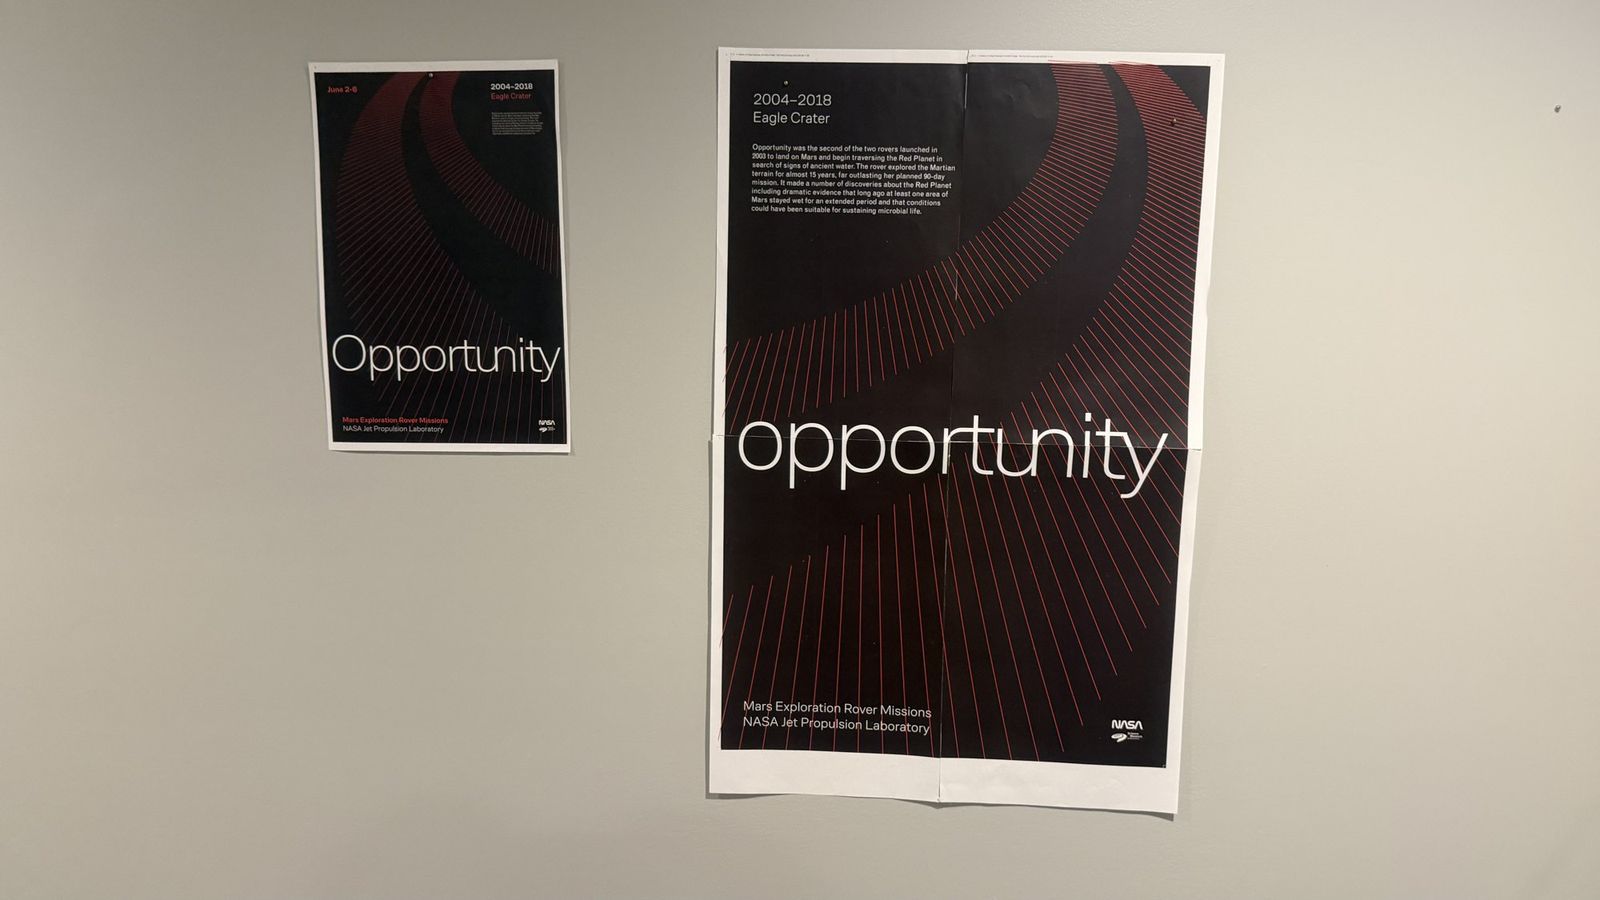 June 2-6
2004–2018
Eagle Crater
Opportunity
Mars Exploration Rover Missions
NASA Jet Propulsion Laboratory
NASA
2004–2018
Eagle Crater
Opportunity was the second of the two rovers launched in
2003 to land on Mars and begin traversing the Red Planet in
search of signs of ancient water. The rover explored the Martian
terrain for almost 15 years, far outlasting her planned 90-day
mission. It made a number of discoveries about the Red Planet
including dramatic evidence that long ago at least one area of
Mars stayed wet for an extended period and that conditions
could have been suitable for sustaining microbial life.
opportunity
Mars Exploration Rover Missions
NASA Jet Propulsion Laboratory
NASA